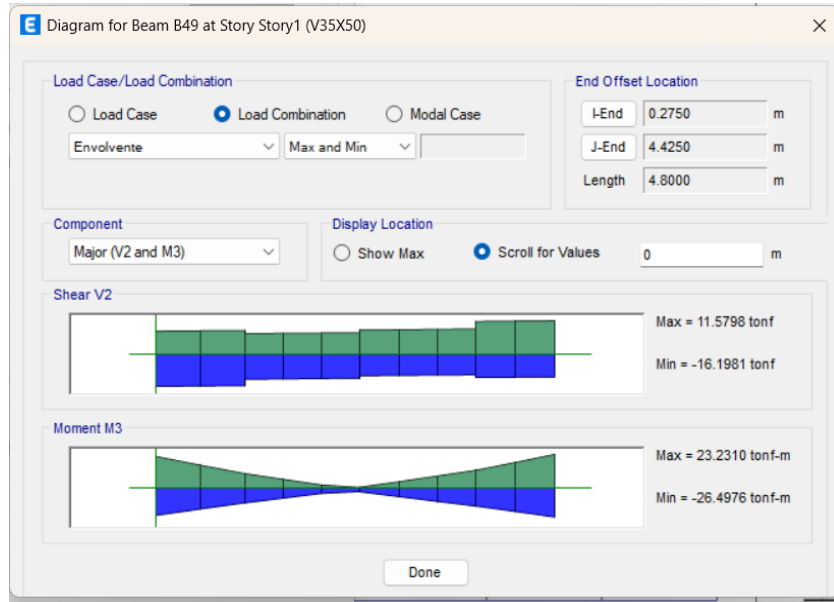 E Diagram for Beam B49 at Story Story1 (V35X50)
Load Case/Load Combination
Load Case Load Combination Modal Case
Envolvente Max and Min
End Offset Location
I-End 0.2750 m
J-End 4.4250 m
Length 4.8000 m
Component
Major (V2 and M3)
Display Location
Show Max Scroll for Values 0 m
Shear V2
Max = 11.5798 tonf
Min = -16.1981 tonf
Moment M3
Max = 23.2310 tonf-m
Min = -26.4976 tonf-m
Done